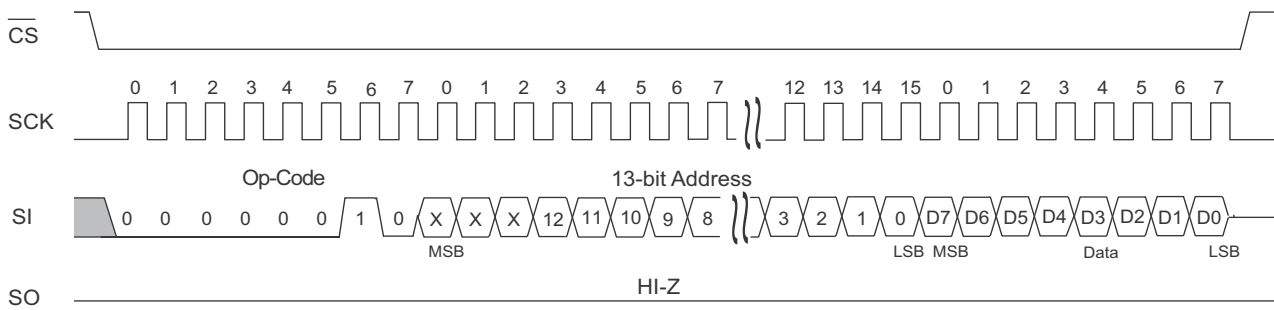 CS
0 1 2 3 4 5 6 7 0 1 2 3 4 5 6 7 12 13 14 15 0 1 2 3 4 5 6 7
SCK
Op-Code 13-bit Address
SI 0 0 0 0 0 0 1 0 X X X 12 11 10 9 8 3 2 1 0 D7 D6 D5 D4 D3 D2 D1 D0
MSB LSB MSB Data LSB
HI-Z
SO